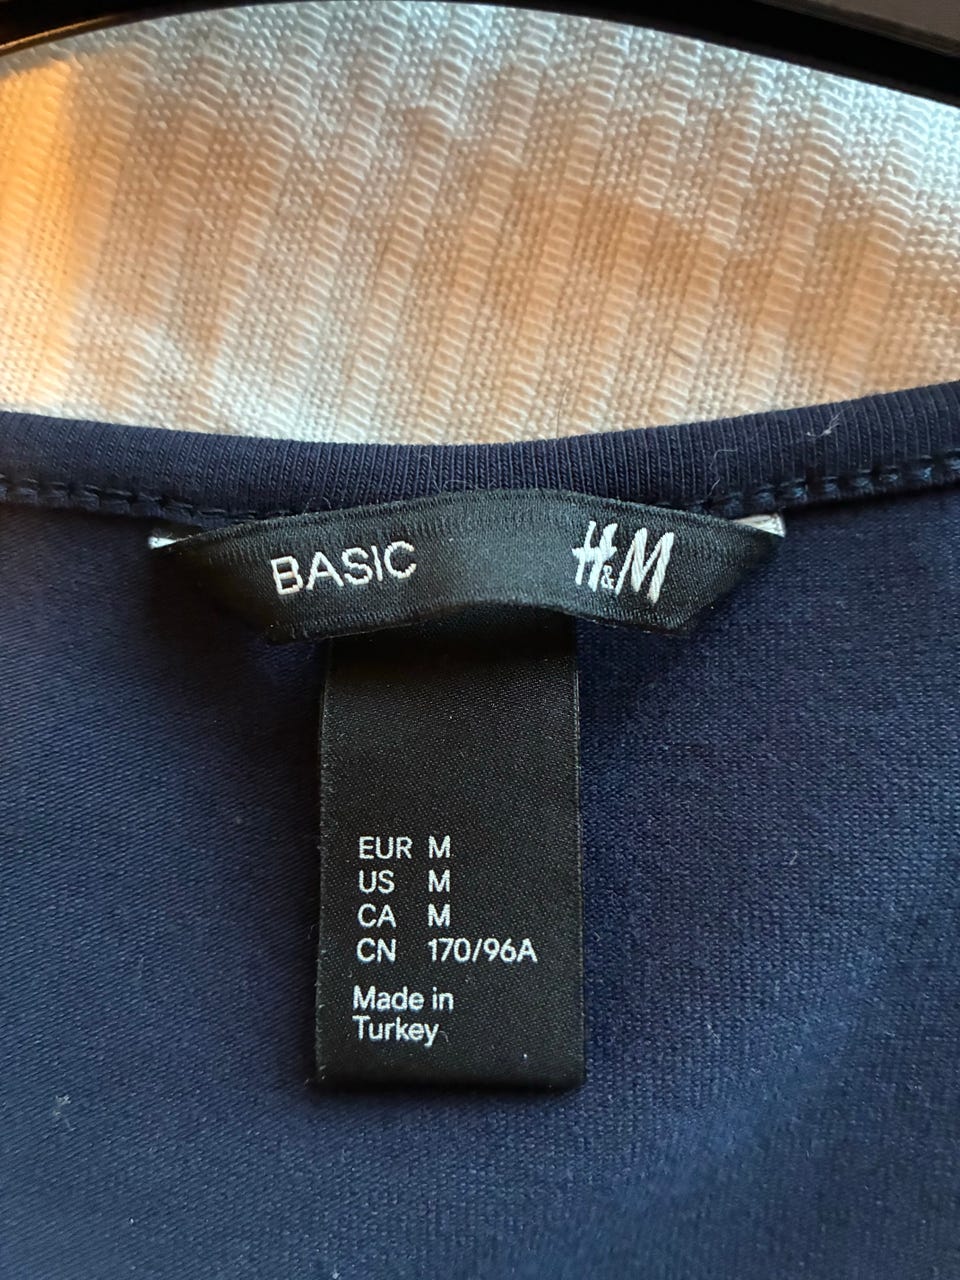 BASIC H&M
EUR M
US M
CA M
CN 170/96A
Made in
Turkey